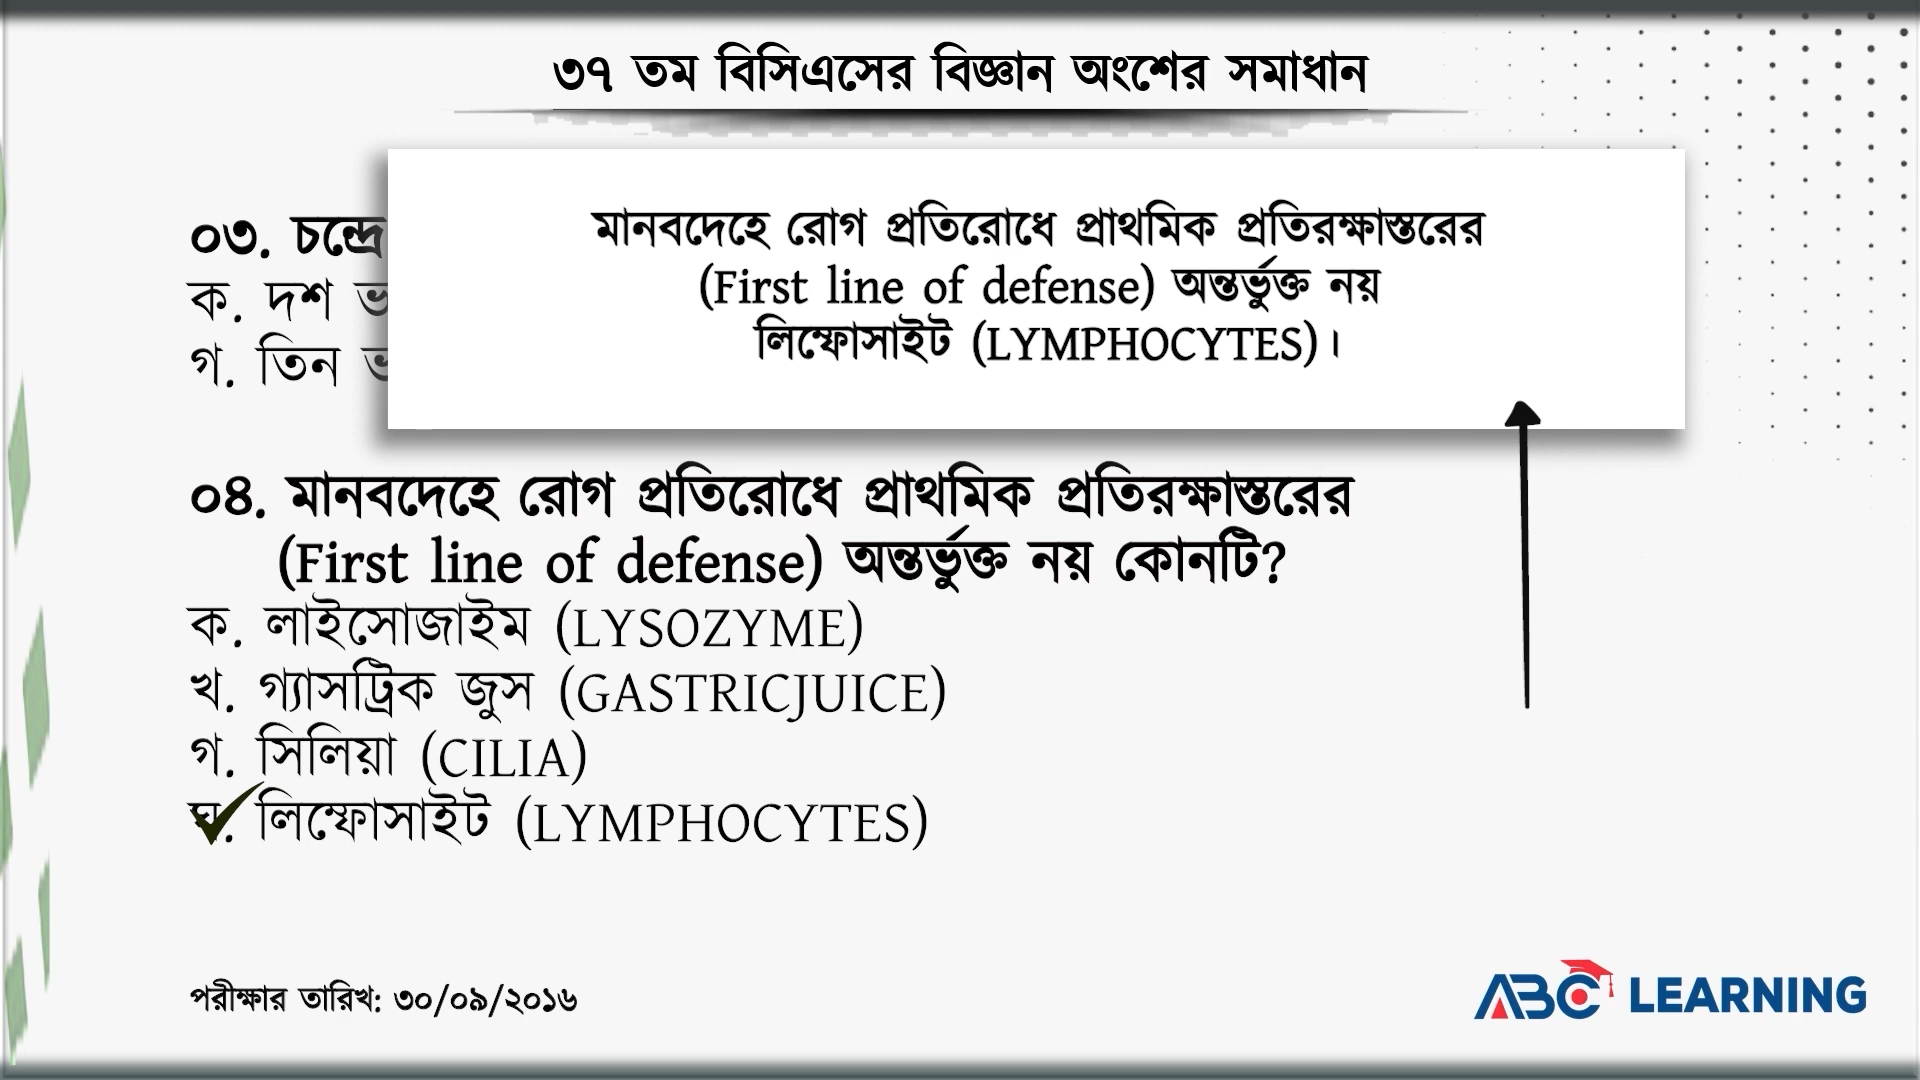 ৩৭ তম বিসিএসের বিজ্ঞান অংশের সমাধান
মানবদেহে রোগ প্রতিরোধে প্রাথমিক প্রতিরক্ষাস্তরের
(First line of defense) অন্তর্ভুক্ত নয়
লিম্ফোসাইট (LYMPHOCYTES)।
০৩. চন্দ্রে
ক. দশ
গ. তিন
০৪. মানবদেহে রোগ প্রতিরোধে প্রাথমিক প্রতিরক্ষাস্তরের
(First line of defense) অন্তর্ভুক্ত নয় কোনটি?
ক. লাইসোজাইম (LYSOZYME)
খ. গ্যাসট্রিক জুস (GASTRICJUICE)
গ. সিলিয়া (CILIA)
ঘ. লিম্ফোসাইট (LYMPHOCYTES)
পরীক্ষার তারিখ: ৩০/০৯/২০১৬
ABC LEARNING